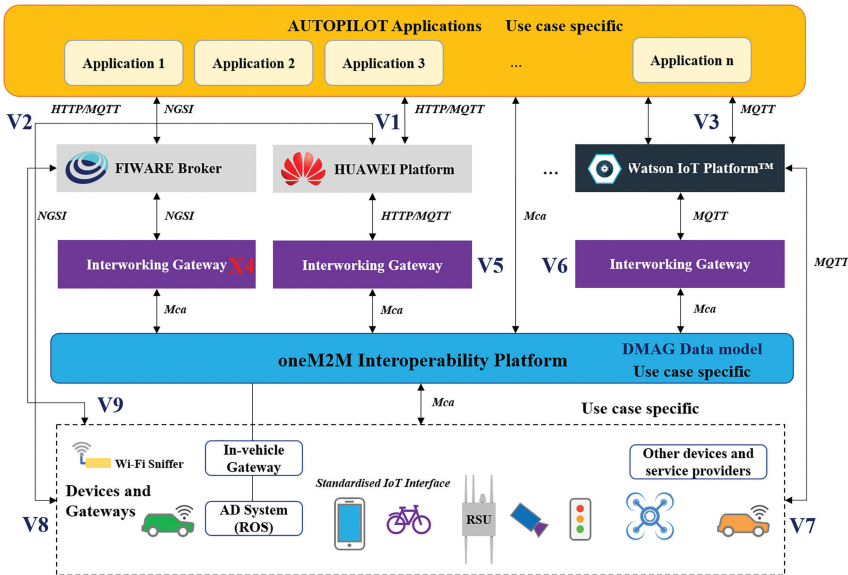 AUTOPILOT Applications Use case specific
Application 1
Application 2
Application 3
...
Application n
HTTP/MQTT
NGSI
HTTP/MQTT
MQTT
V2
V1
V3
FIWARE Broker
HUAWEI Platform
...
Watson IoT Platform™
NGSI
NGSI
HTTP/MQTT
Mca
MQTT
MQTT
Interworking Gateway X4
Interworking Gateway
V5
V6
Interworking Gateway
Mca
Mca
Mca
oneM2M Interoperability Platform
DMAG Data model
Use case specific
V9
Mca
Use case specific
Wi-Fi Sniffer
In-vehicle
Gateway
Other devices and
service providers
Devices and
Gateways
Standardised IoT Interface
AD System
(ROS)
RSU
V8
V7